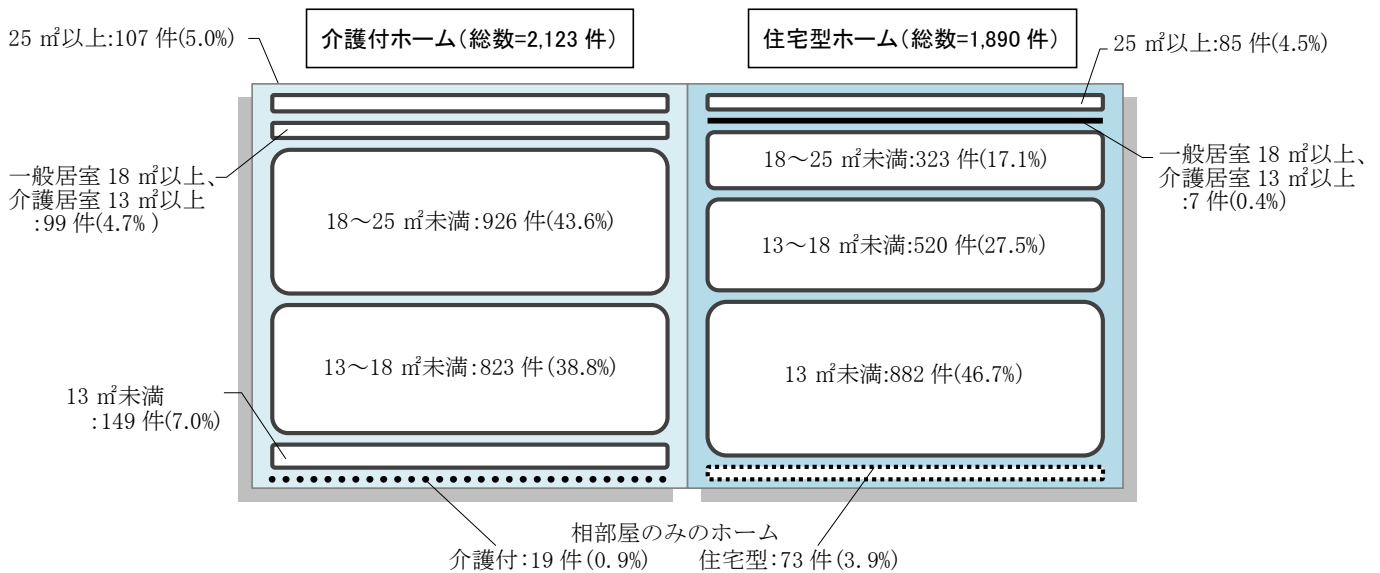 介護付ホーム(総数=2,123 件)
25 ㎡以上:107 件(5.0%)
一般居室 18 ㎡以上、
介護居室 13 ㎡以上
:99 件(4.7% )
18～25 ㎡未満:926 件(43.6%)
13～18 ㎡未満:823 件(38.8%)
13 ㎡未満
:149 件(7.0%)
住宅型ホーム(総数=1,890 件)
25 ㎡以上:85 件(4.5%)
一般居室 18 ㎡以上、
介護居室 13 ㎡以上
:7 件(0.4%)
18～25 ㎡未満:323 件(17.1%)
13～18 ㎡未満:520 件(27.5%)
13 ㎡未満:882 件(46.7%)
相部屋のみのホーム
介護付:19 件(0.9%) 住宅型:73 件(3.9%)